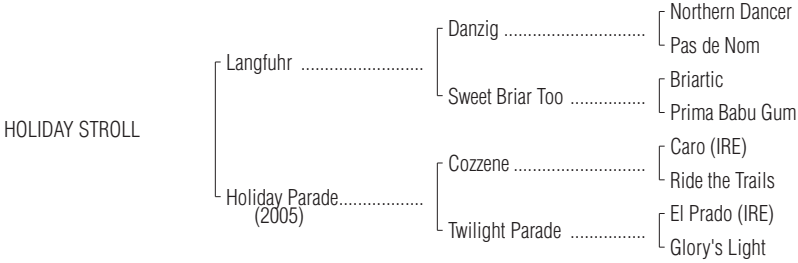 Northern Dancer
Danzig ..............................
Pas de Nom
Langfuhr .........................
Briartic
Sweet Briar Too ................
Prima Babu Gum
HOLIDAY STROLL
Caro (IRE)
Cozzene ............................
Ride the Trails
Holiday Parade..................
(2005)
El Prado (IRE)
Twilight Parade ................
Glory's Light